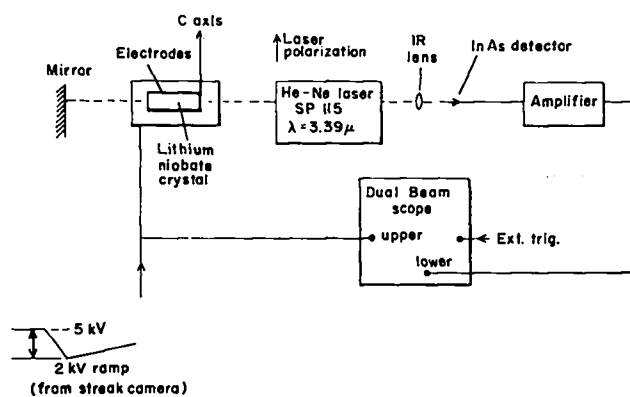 C axis
Electrodes
Mirror
Lithium
niobate
crystal
Laser
polarization
He-Ne laser
SP 115
λ=3.39μ
IR
lens
InAs detector
Amplifier
Dual Beam
scope
upper
Ext. trig.
lower
5 kV
2 kV ramp
(from streak camera)